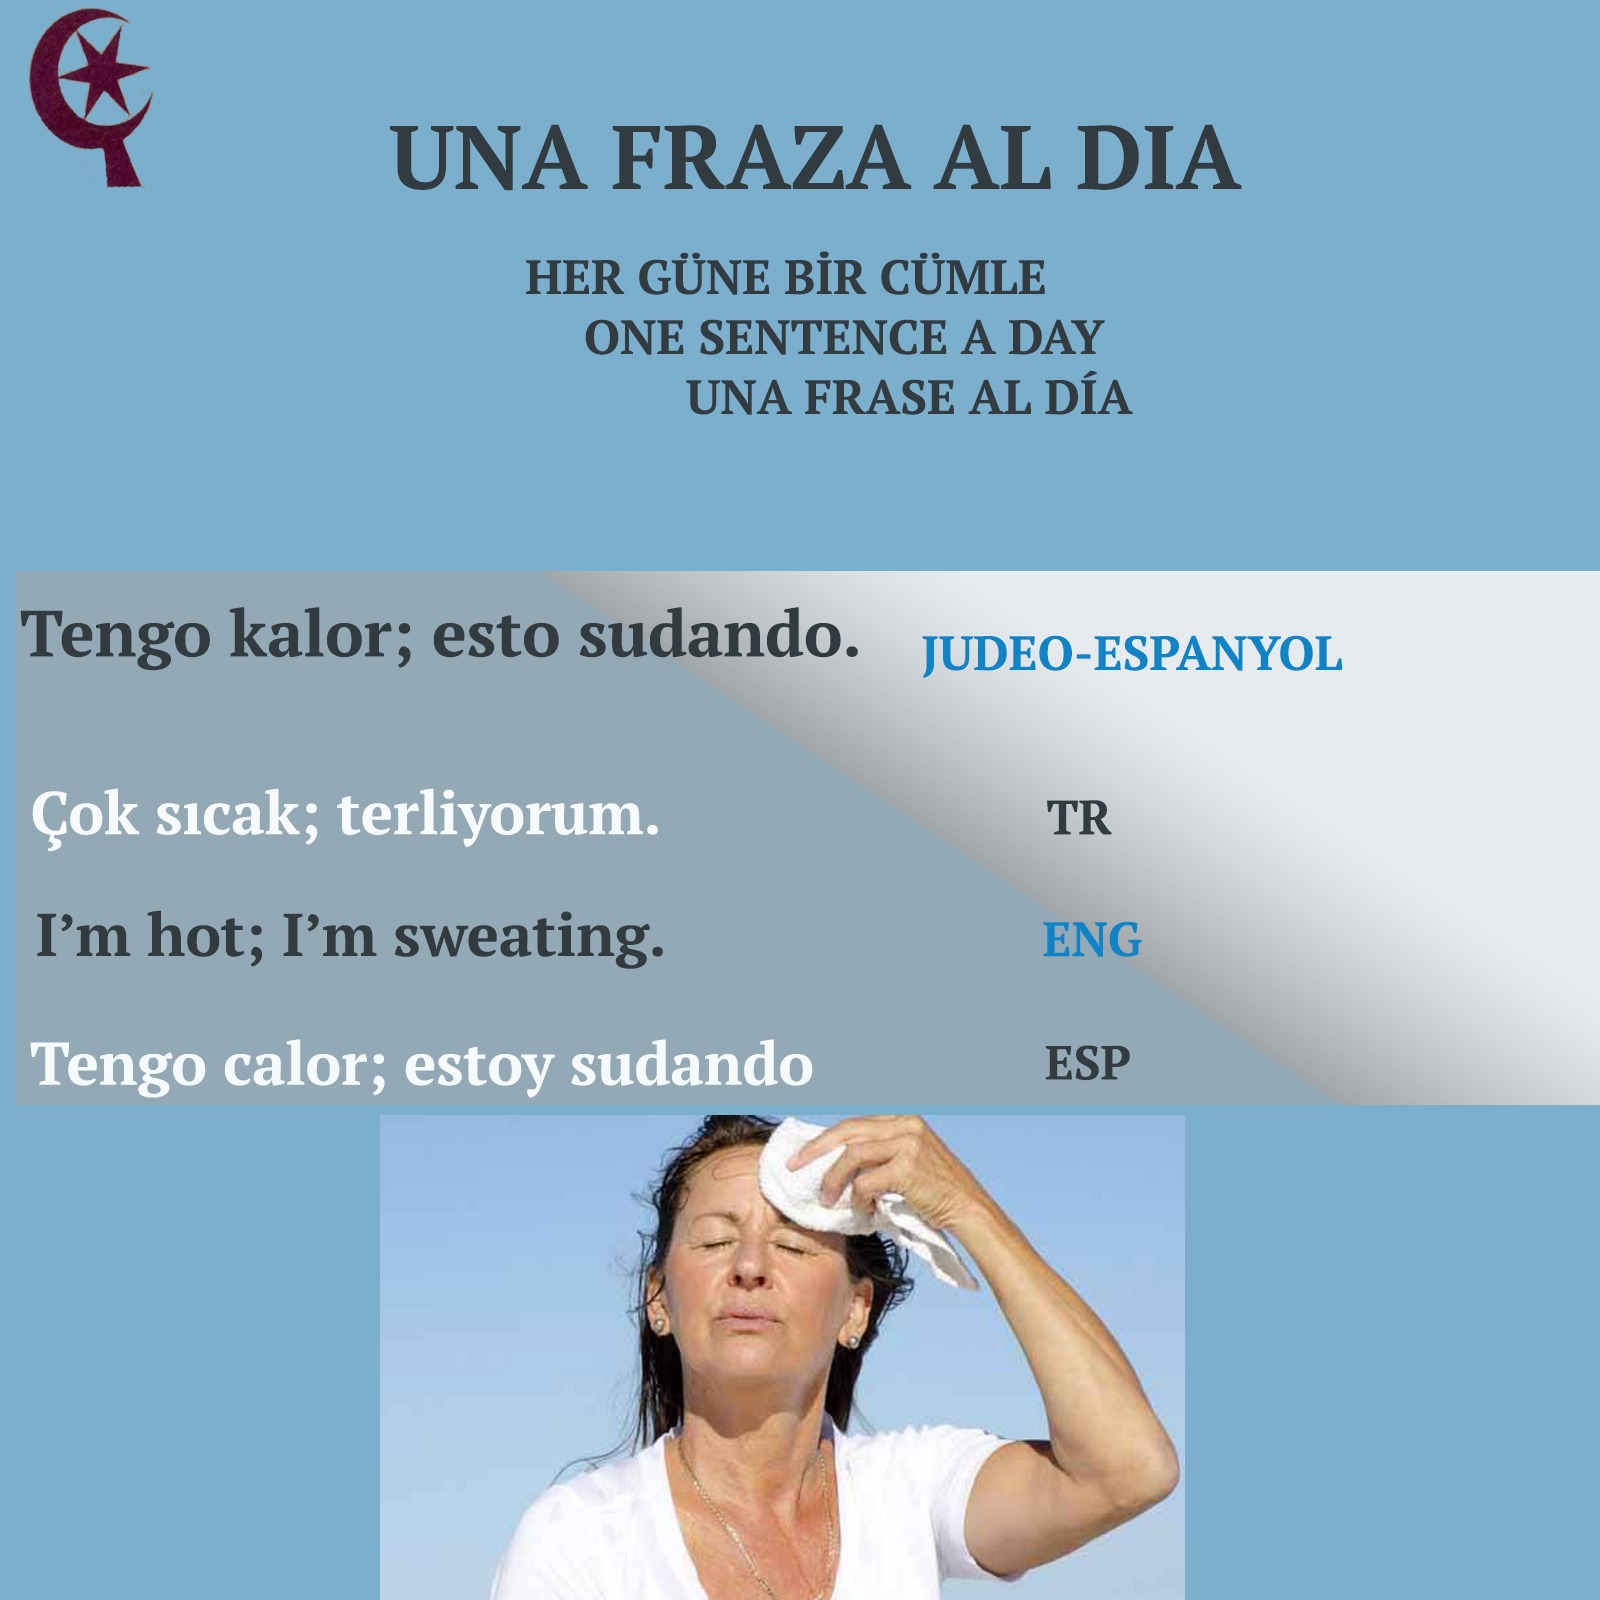 UNA FRAZA AL DIA
HER GÜNE BİR CÜMLE
ONE SENTENCE A DAY
UNA FRASE AL DÍA
Tengo kalor; esto sudando. JUDEO-ESPANYOL
Çok sıcak; terliyorum. TR
I’m hot; I’m sweating. ENG
Tengo calor; estoy sudando ESP